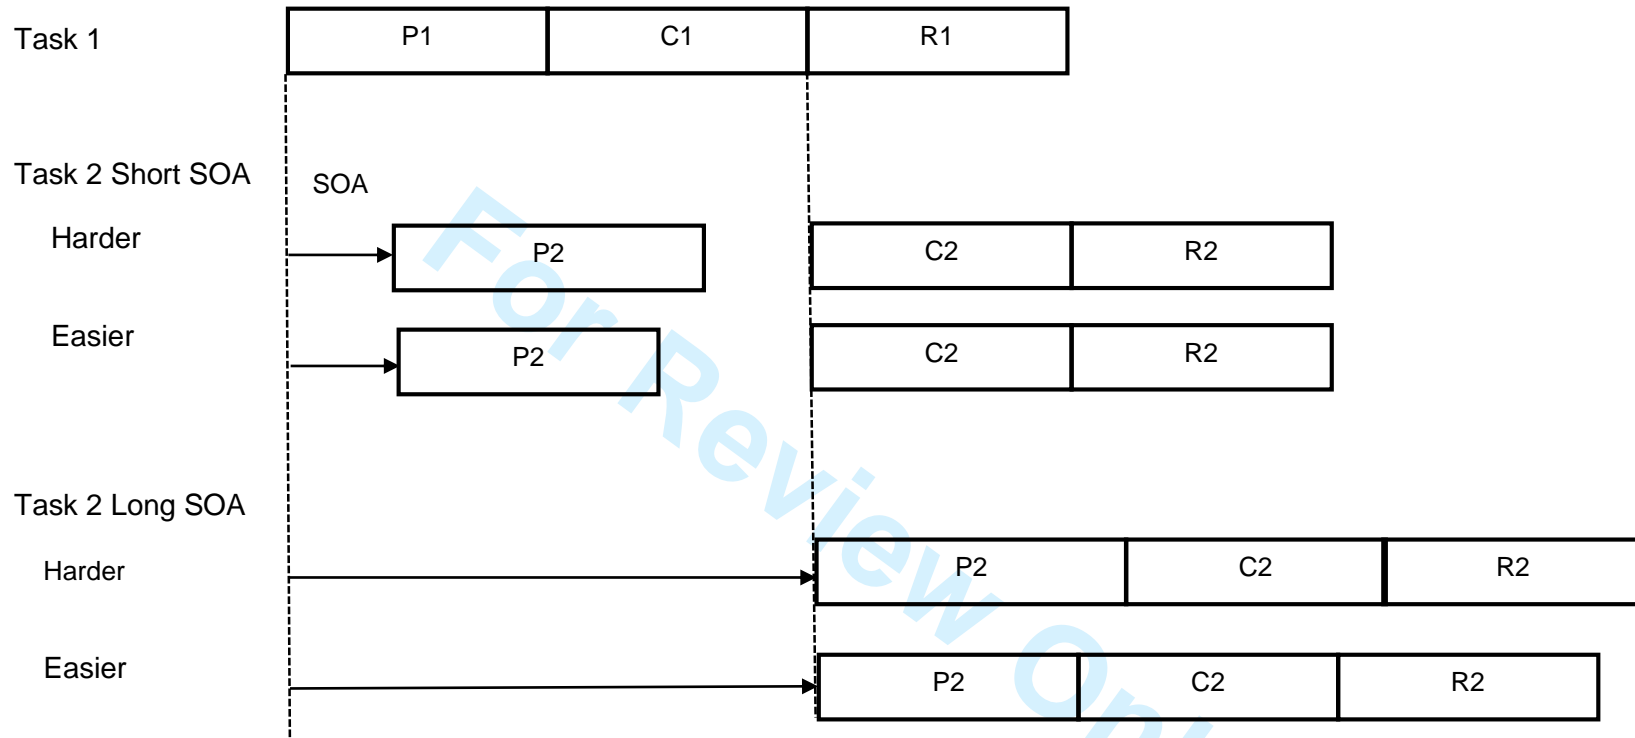 Task 1
P1 C1 R1
Task 2 Short SOA
SOA
Harder
P2 C2 R2
Easier
P2 C2 R2
Task 2 Long SOA
Harder
P2 C2 R2
Easier
P2 C2 R2
For Review